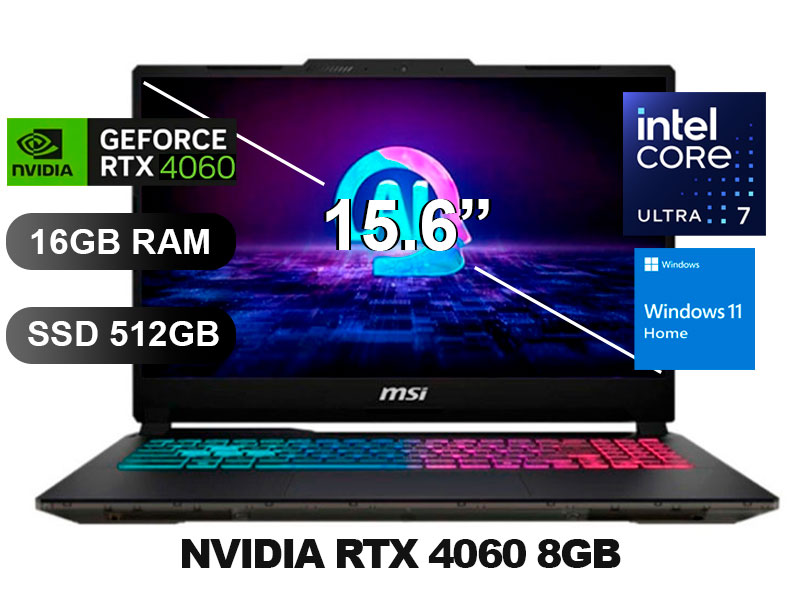 NVIDIA
GEFORCE
RTX 4060
16GB RAM
SSD 512GB
AI
15.6”
intel
CORE
ULTRA 7
Windows
Windows 11
Home
msi
NVIDIA RTX 4060 8GB